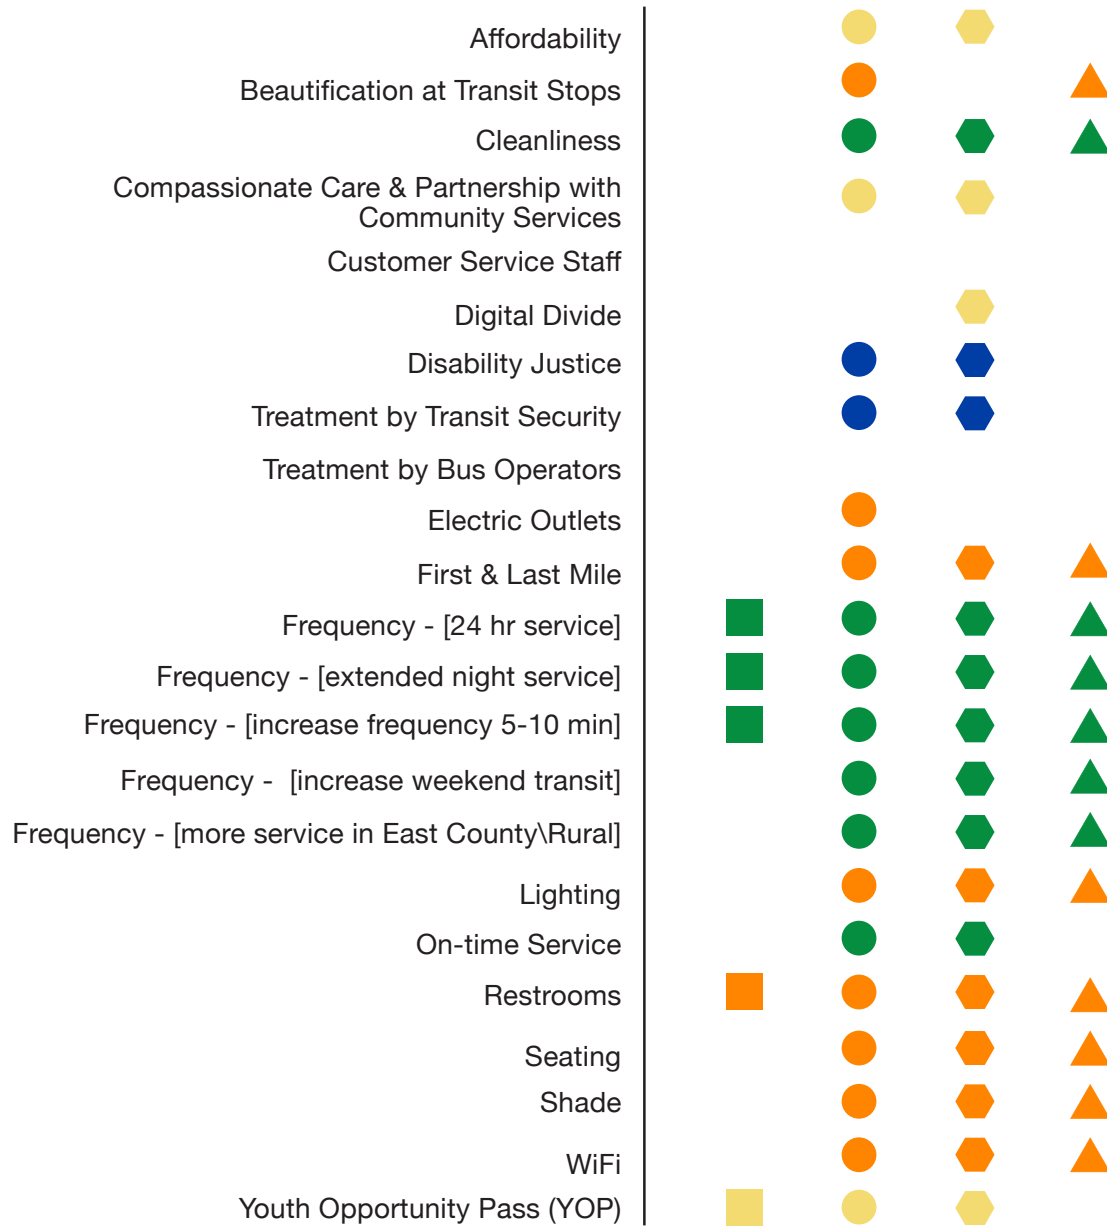 Affordability
Beautification at Transit Stops
Cleanliness
Compassionate Care & Partnership with
Community Services
Customer Service Staff
Digital Divide
Disability Justice
Treatment by Transit Security
Treatment by Bus Operators
Electric Outlets
First & Last Mile
Frequency - [24 hr service]
Frequency - [extended night service]
Frequency - [increase frequency 5-10 min]
Frequency -  [increase weekend transit]
Frequency - [more service in East County\Rural]
Lighting
On-time Service
Restrooms
Seating
Shade
WiFi
Youth Opportunity Pass (YOP)